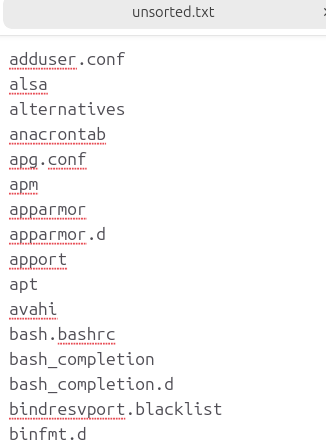 unsorted.txt
adduser.conf
alsa
alternatives
anacrontab
apg.conf
apm
apparmor
apparmor.d
apport
apt
avahi
bash.bashrc
bash_completion
bash_completion.d
bindresvport.blacklist
binfmt.d